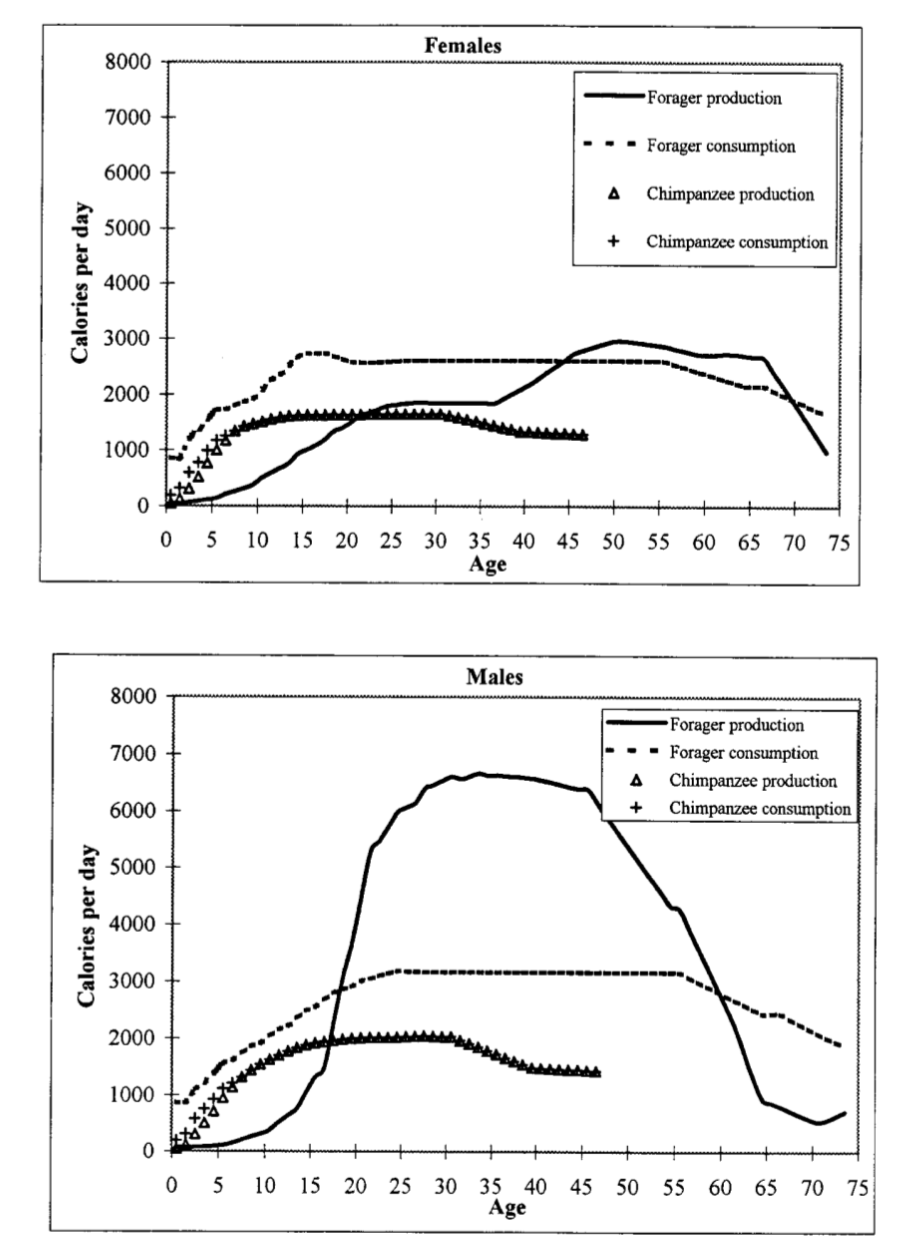 Females
8000
7000
6000
5000
4000
3000
2000
1000
0
Calories per day
Forager production
Forager consumption
Chimpanzee production
Chimpanzee consumption
0 5 10 15 20 25 30 35 40 45 50 55 60 65 70 75
Age
Males
8000
7000
6000
5000
4000
3000
2000
1000
0
Calories per day
Forager production
Forager consumption
Chimpanzee production
Chimpanzee consumption
0 5 10 15 20 25 30 35 40 45 50 55 60 65 70 75
Age